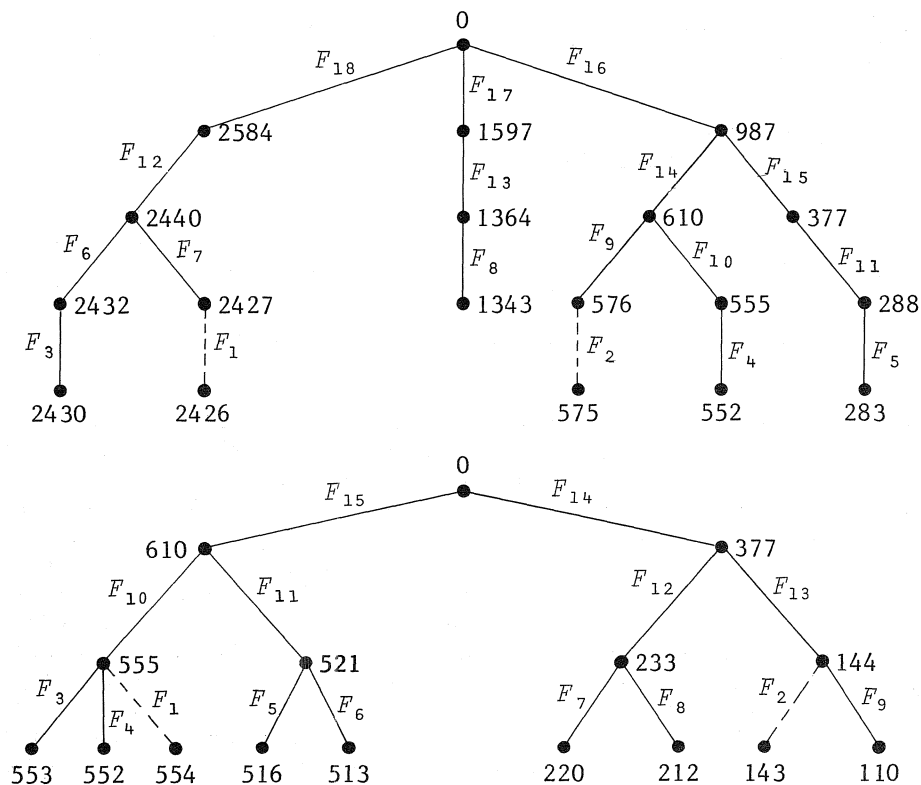 0
F₁₈ F₁₇ F₁₆
2584 1597 987
F₁₂ F₁₃ F₁₄ F₁₅
2440 1364 610 377
F₆ F₇ F₈ F₉ F₁₀ F₁₁
2432 2427 1343 576 555 288
F₃ F₁ F₂ F₄ F₅
2430 2426 575 552 283
0
F₁₅ F₁₄
610 377
F₁₀ F₁₁ F₁₂ F₁₃
555 521 233 144
F₃ F₄ F₁ F₅ F₆ F₇ F₈ F₂ F₉
553 552 554 516 513 220 212 143 110